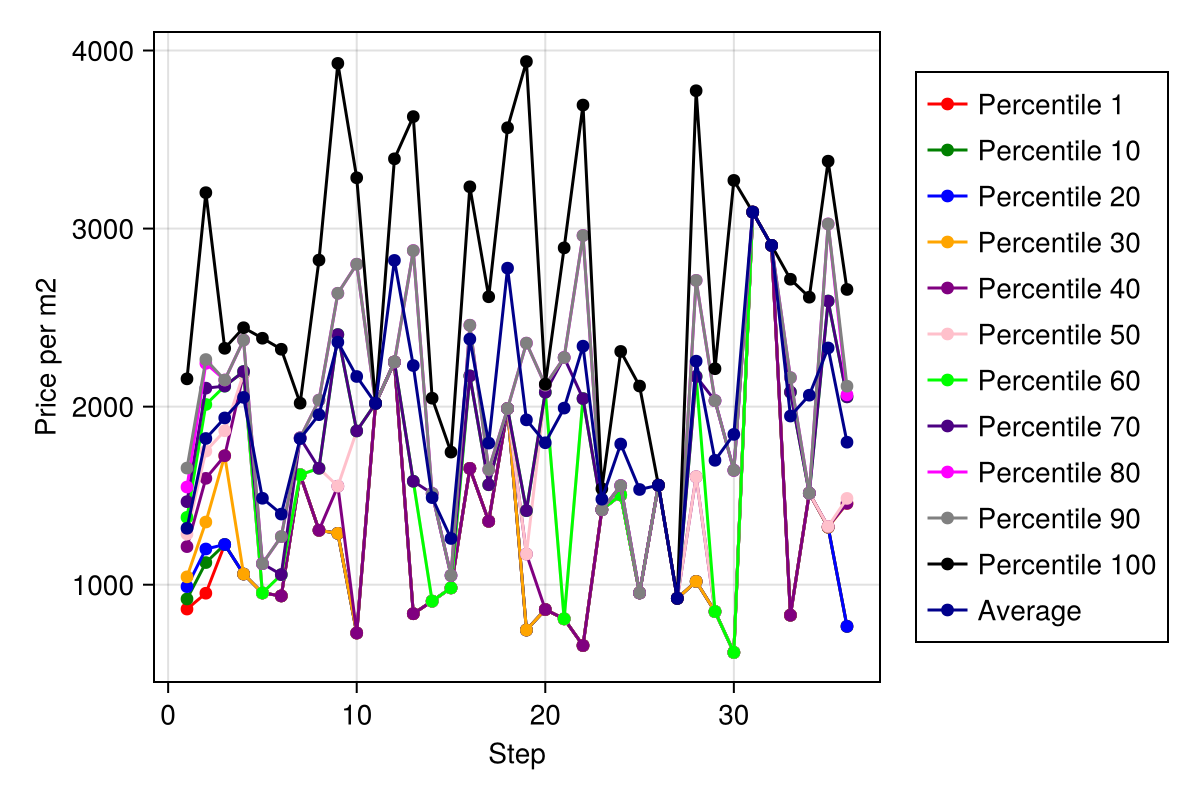 4000
3000
2000
1000
Price per m2
0 10 20 30
Step
Percentile 1
Percentile 10
Percentile 20
Percentile 30
Percentile 40
Percentile 50
Percentile 60
Percentile 70
Percentile 80
Percentile 90
Percentile 100
Average